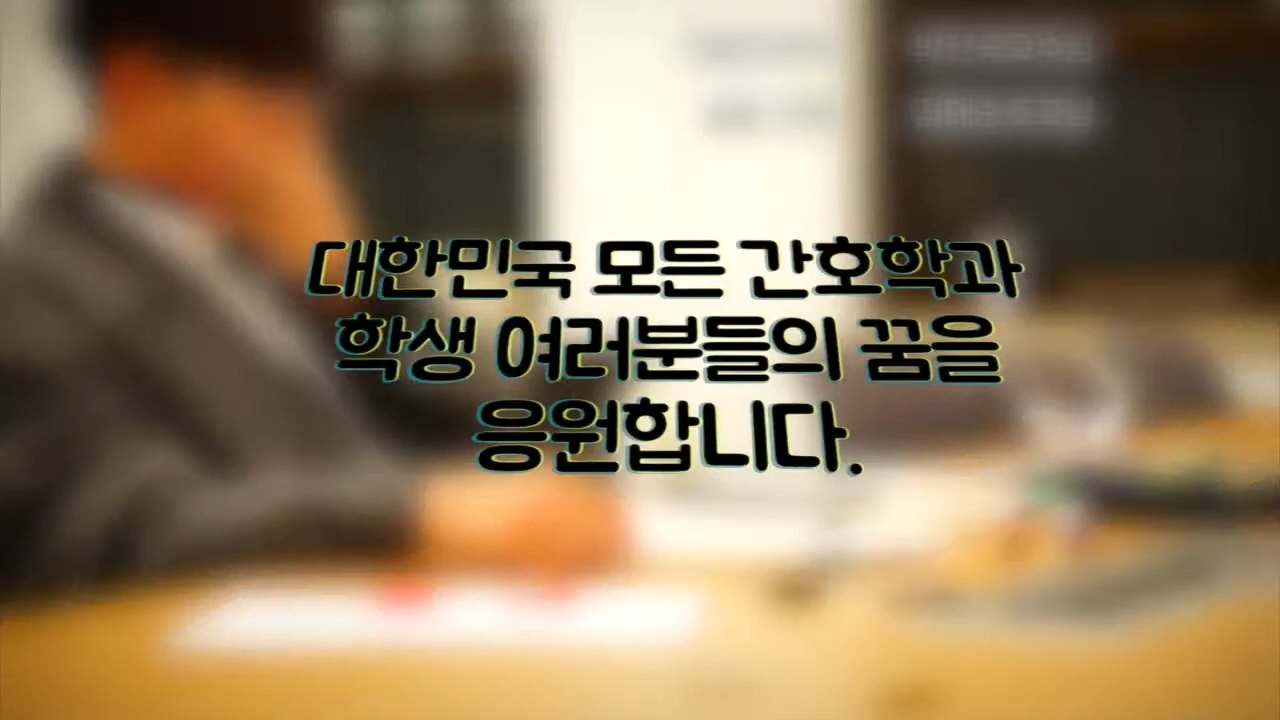 대한민국 모든 간호학과
학생 여러분들의 꿈을
응원합니다.